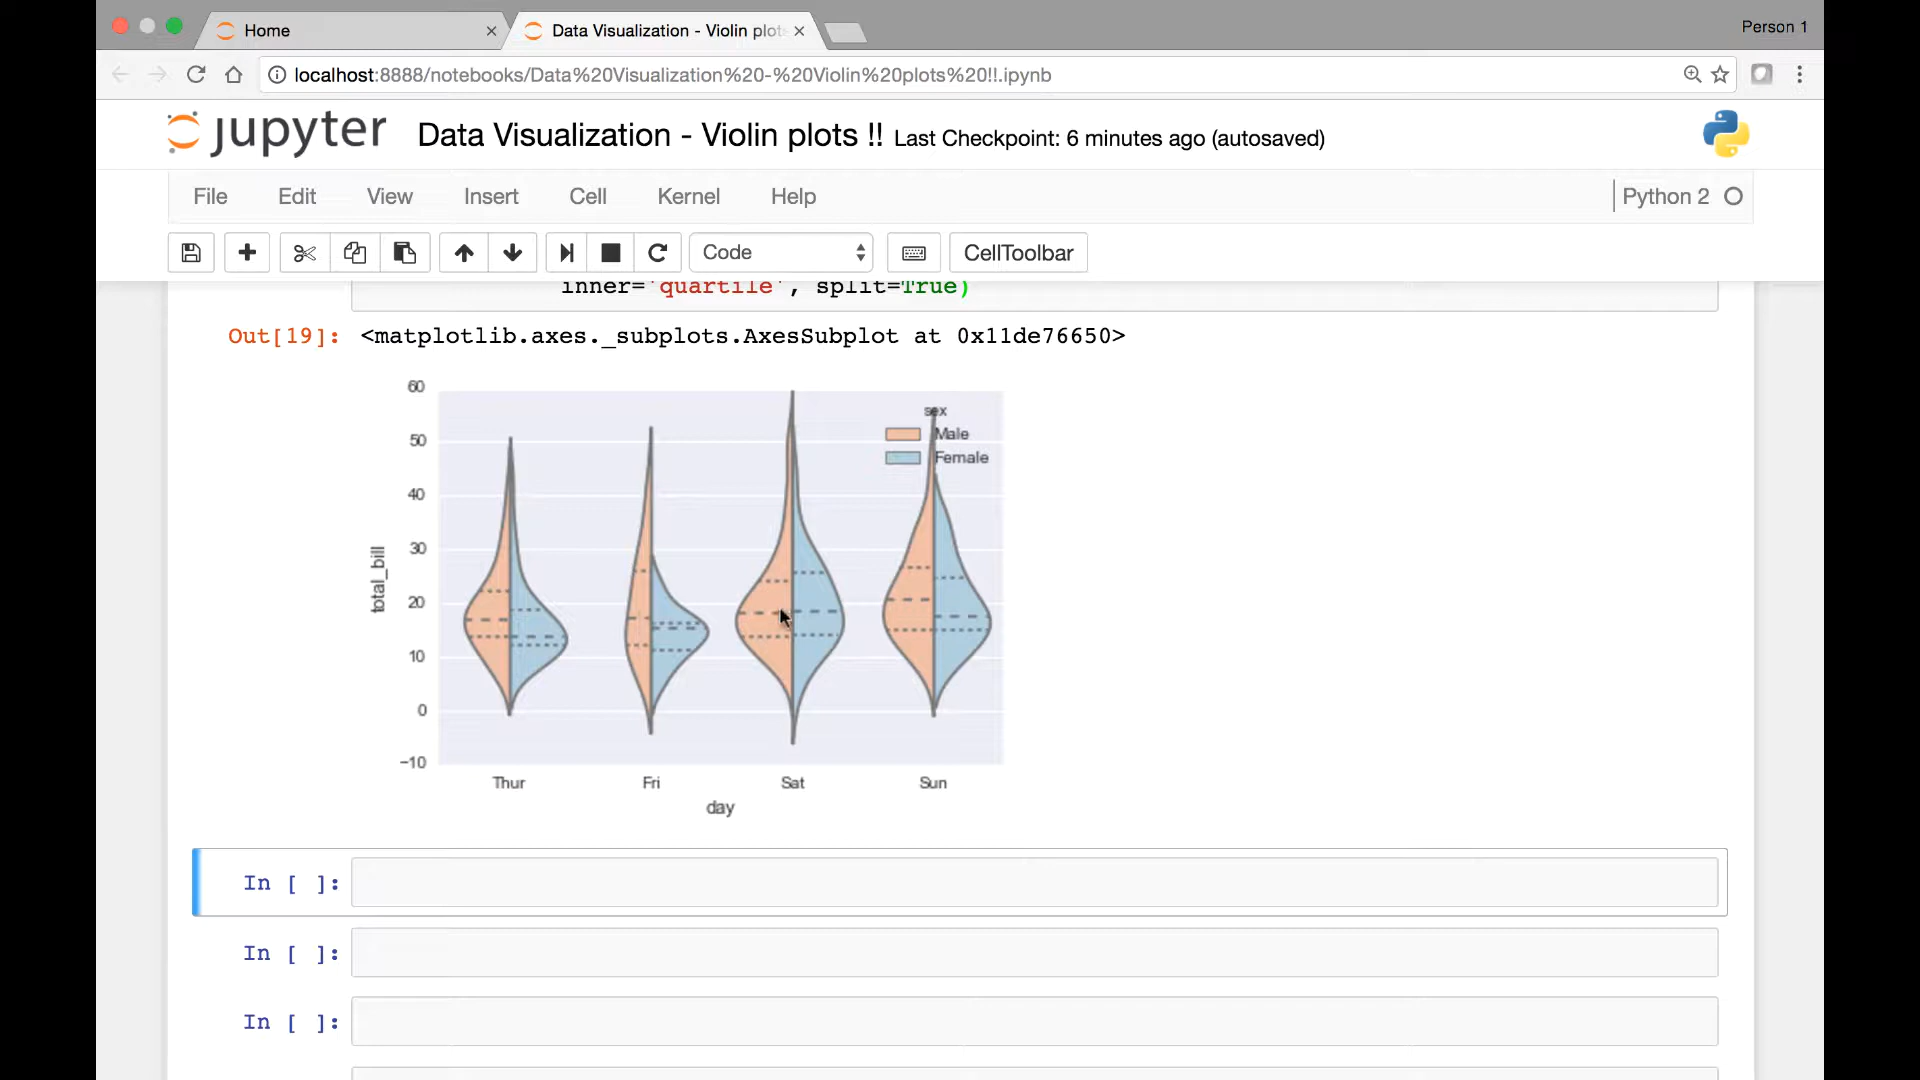 Home
Data Visualization - Violin plots
Person 1
localhost:8888/notebooks/Data%20Visualization%20-%20Violin%20plots%20!!.ipynb
jupyter Data Visualization - Violin plots !! Last Checkpoint: 6 minutes ago (autosaved)
File Edit View Insert Cell Kernel Help Python 2
Code CellToolbar
inner='quartile', split=True)
Out[19]: <matplotlib.axes._subplots.AxesSubplot at 0x11de76650>
60
50
40
30
20
10
0
-10
total_bill
sex
Male
Female
Thur Fri Sat Sun
day
In [ ]:
In [ ]:
In [ ]: